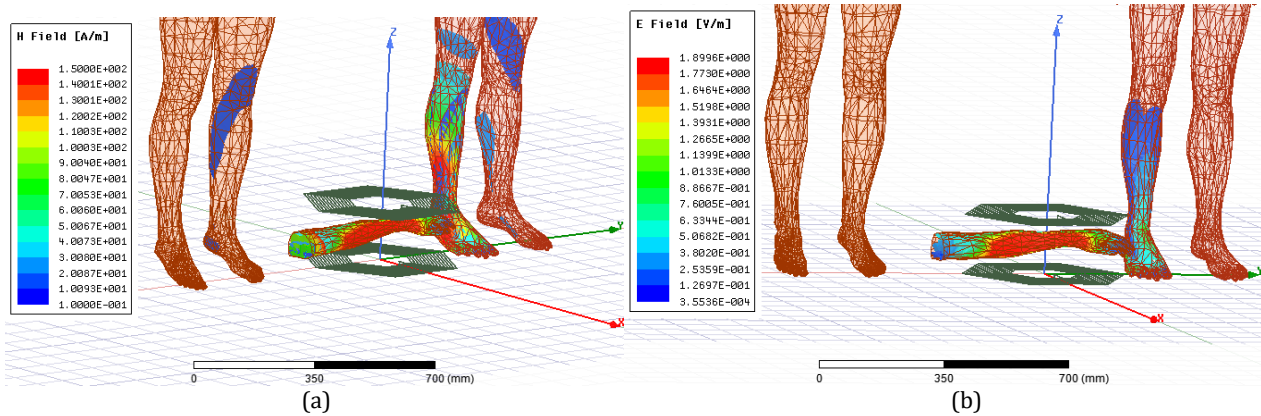 H Field [A/m]
1.5000E+002
1.4001E+002
1.3001E+002
1.2002E+002
1.1003E+002
9.0040E+001
8.0047E+001
7.0053E+001
6.0060E+001
5.0067E+001
4.0073E+001
3.0080E+001
2.0087E+001
1.0093E+001
1.0000E-001
Z
Y
X
0
350
700 (mm)
(a)
E Field [V/m]
1.8996E+000
1.7730E+000
1.6464E+000
1.5198E+000
1.3931E+000
1.2665E+000
1.1399E+000
1.0133E+000
8.8667E-001
7.6005E-001
6.3344E-001
5.0682E-001
3.8020E-001
2.5359E-001
1.2697E-001
3.5536E-004
Z
Y
X
0
350
700 (mm)
(b)